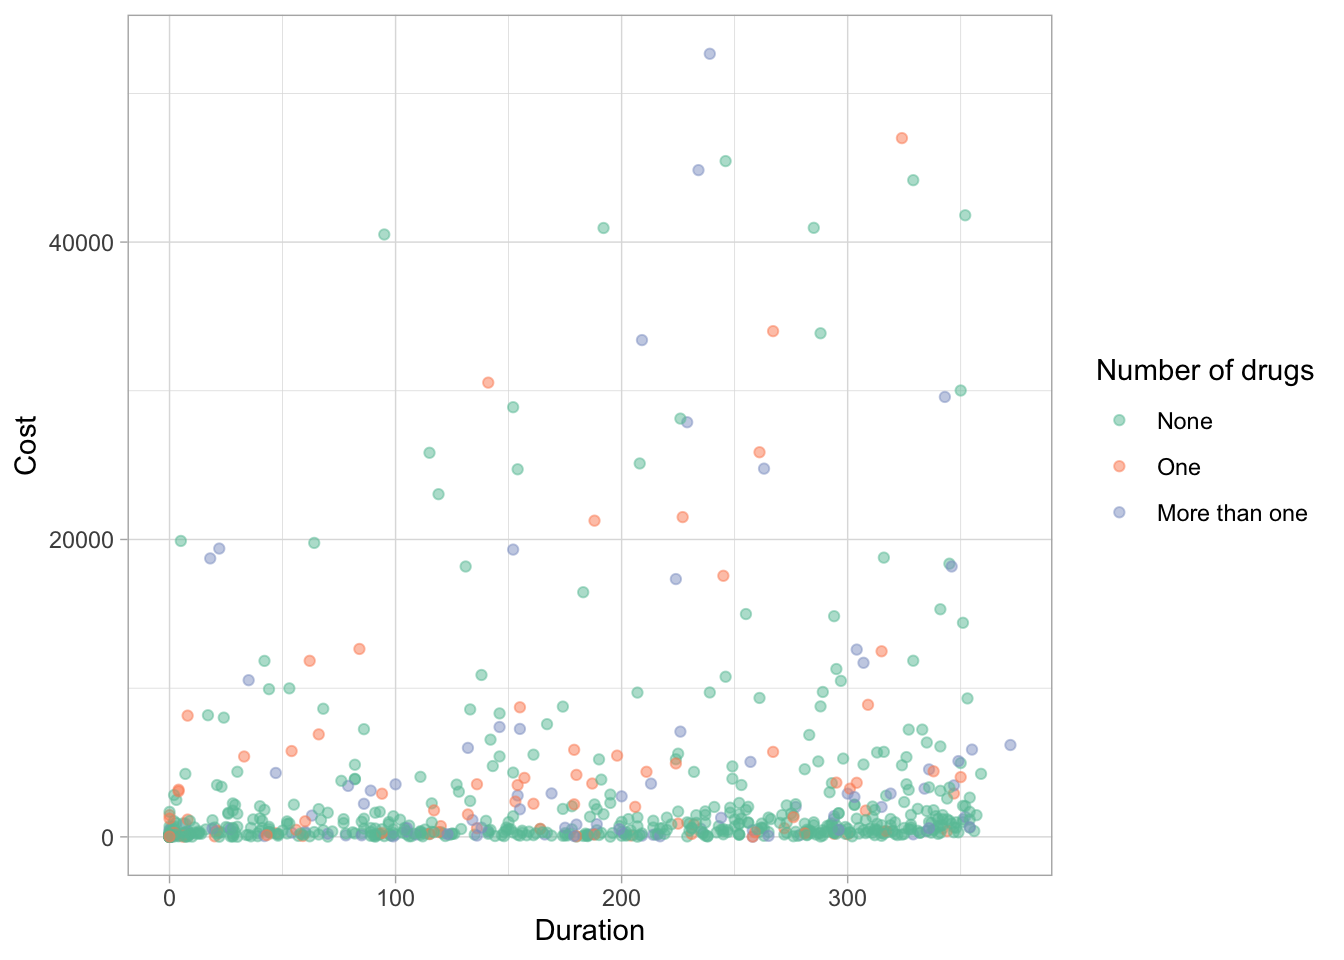 40000
20000
0
0 100 200 300
Duration
Cost
Number of drugs
None
One
More than one